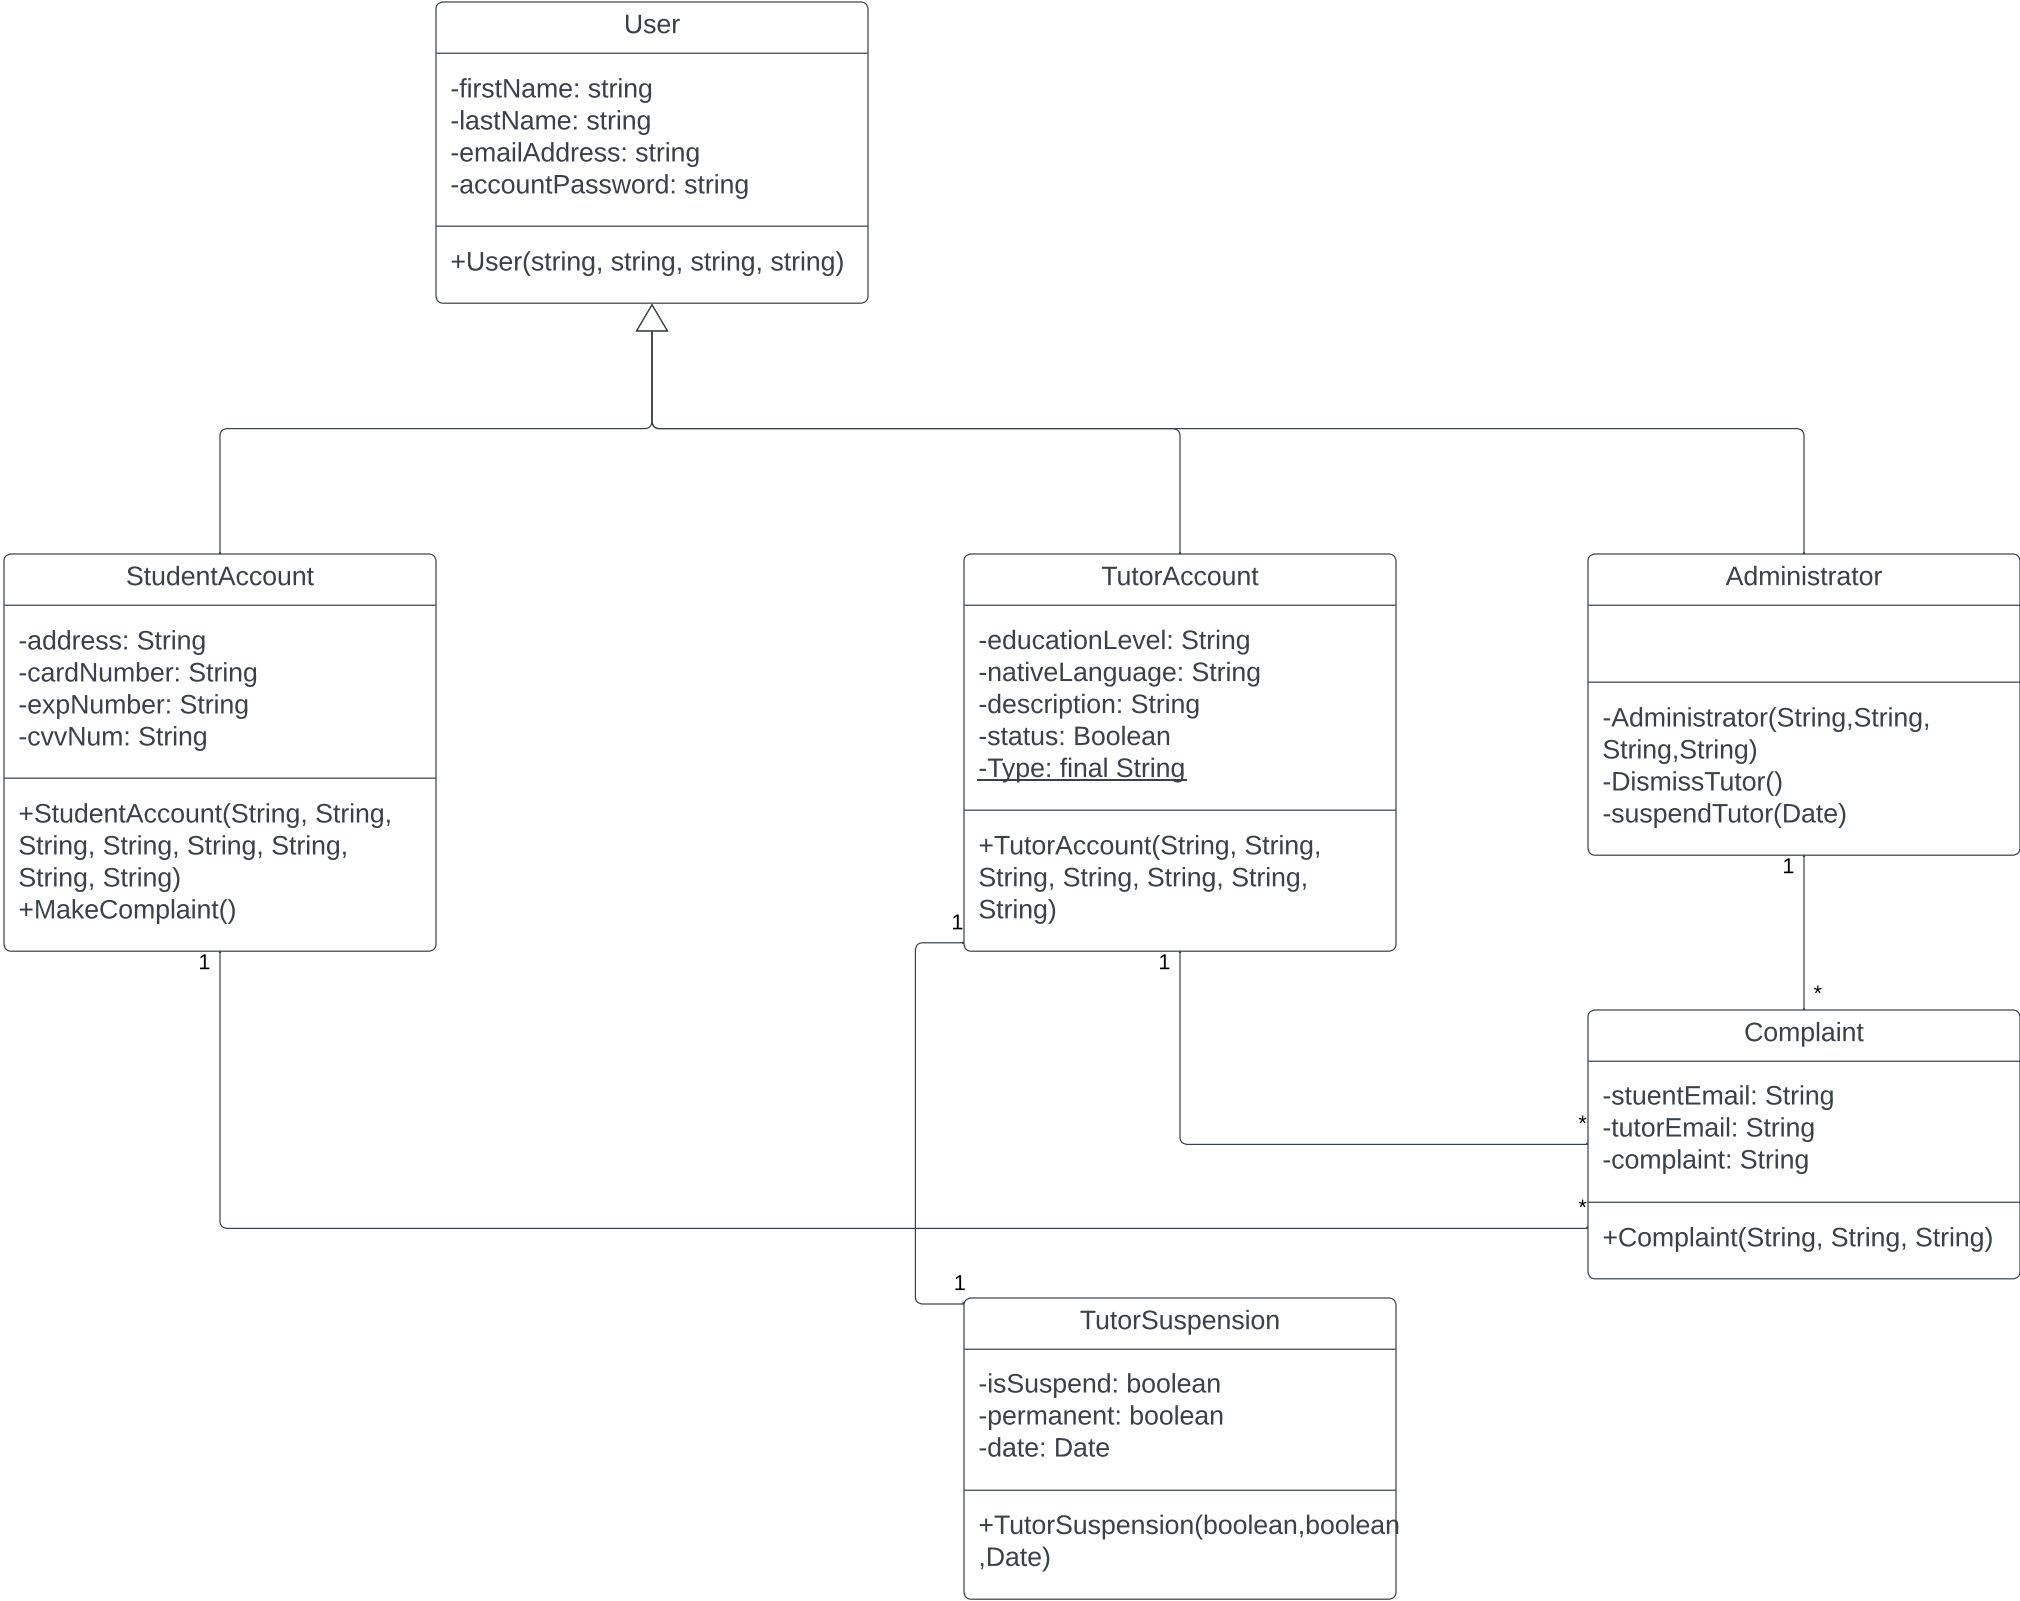 User
-firstName: string
-lastName: string
-emailAddress: string
-accountPassword: string
+User(string, string, string, string)
StudentAccount
-address: String
-cardNumber: String
-expNumber: String
-cvvNum: String
+StudentAccount(String, String,
String, String, String, String,
String, String)
+MakeComplaint()
1
TutorAccount
-educationLevel: String
-nativeLanguage: String
-description: String
-status: Boolean
-Type: final String
+TutorAccount(String, String,
String, String, String, String,
String)
1
1
Administrator
-Administrator(String,String,
String,String)
-DismissTutor()
-suspendTutor(Date)
1
*
Complaint
-stuentEmail: String
-tutorEmail: String
-complaint: String
+Complaint(String, String, String)
*
*
1
TutorSuspension
-isSuspend: boolean
-permanent: boolean
-date: Date
+TutorSuspension(boolean,boolean
,Date)